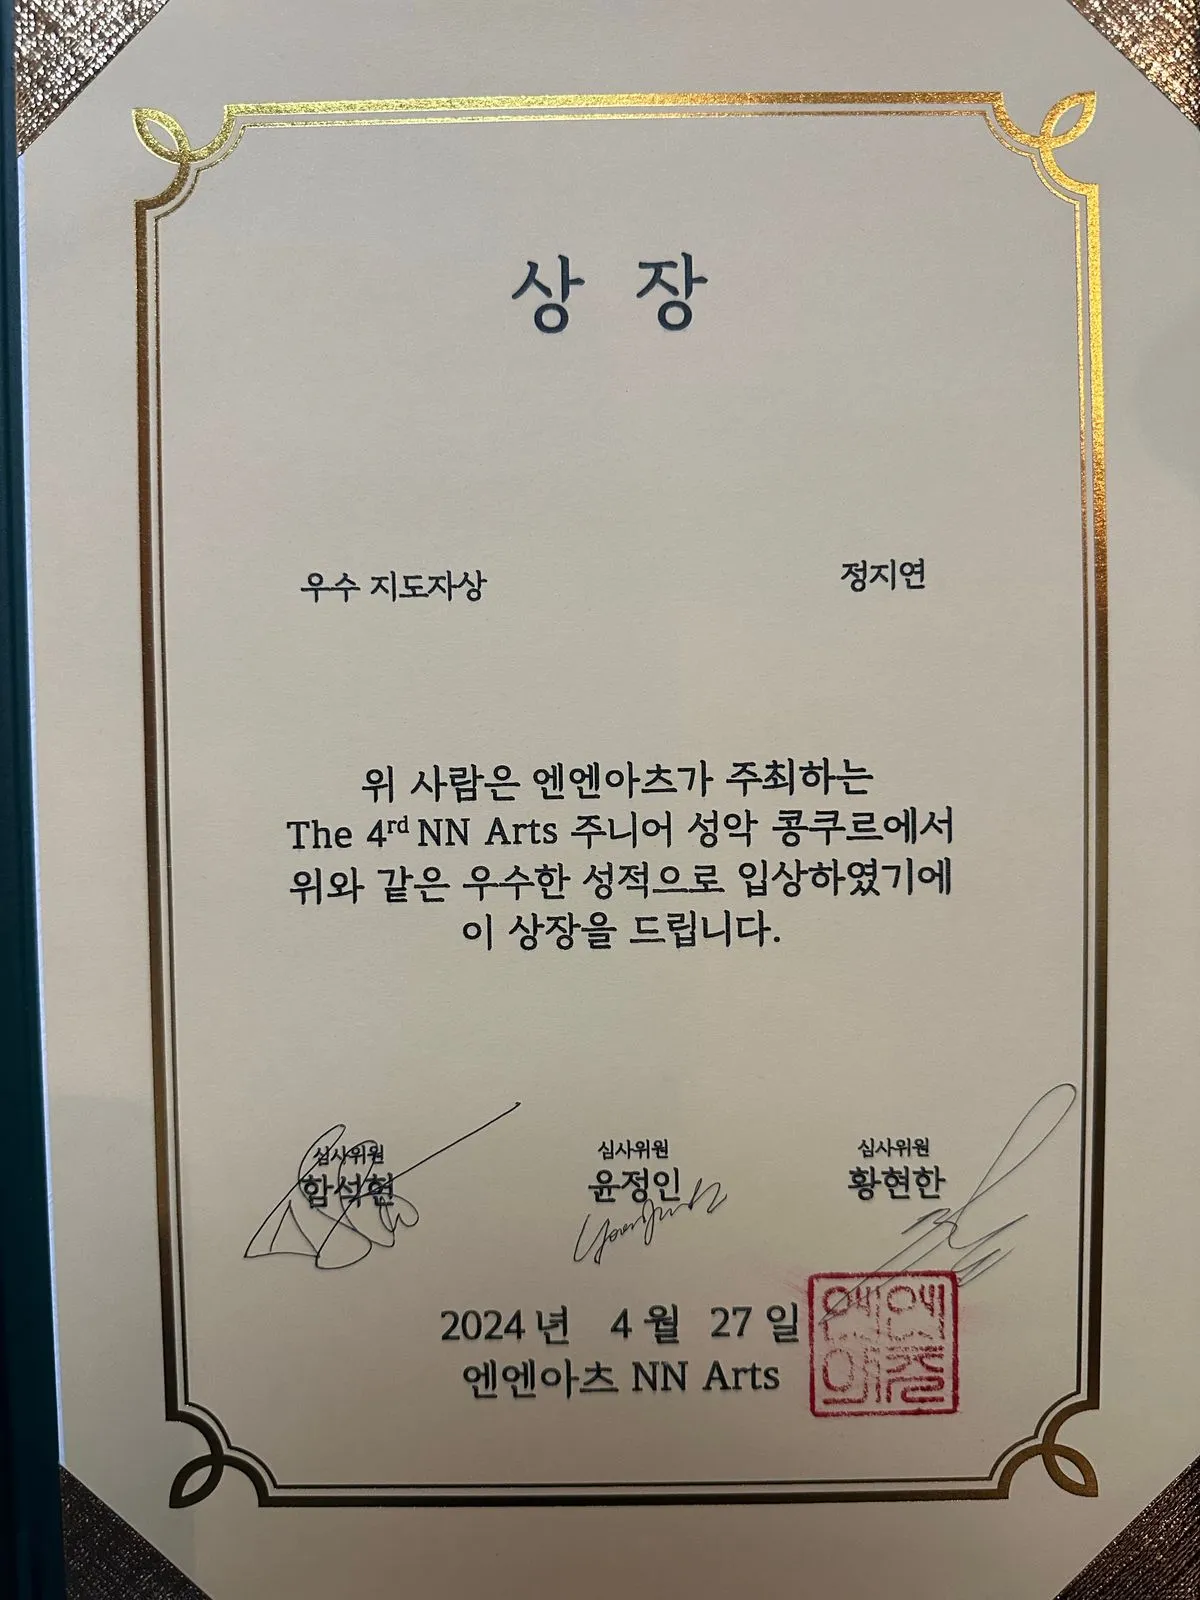 상 장
우수 지도자상 정지연
위 사람은 엔엔아츠가 주최하는
The 4rd NN Arts 주니어 성악 콩쿠르에서
위와 같은 우수한 성적으로 입상하였기에
이 상장을 드립니다.
심사위원 심사위원 심사위원
함석헌 윤정인 황현한
2024 년 4 월 27 일
엔엔아츠 NN Arts